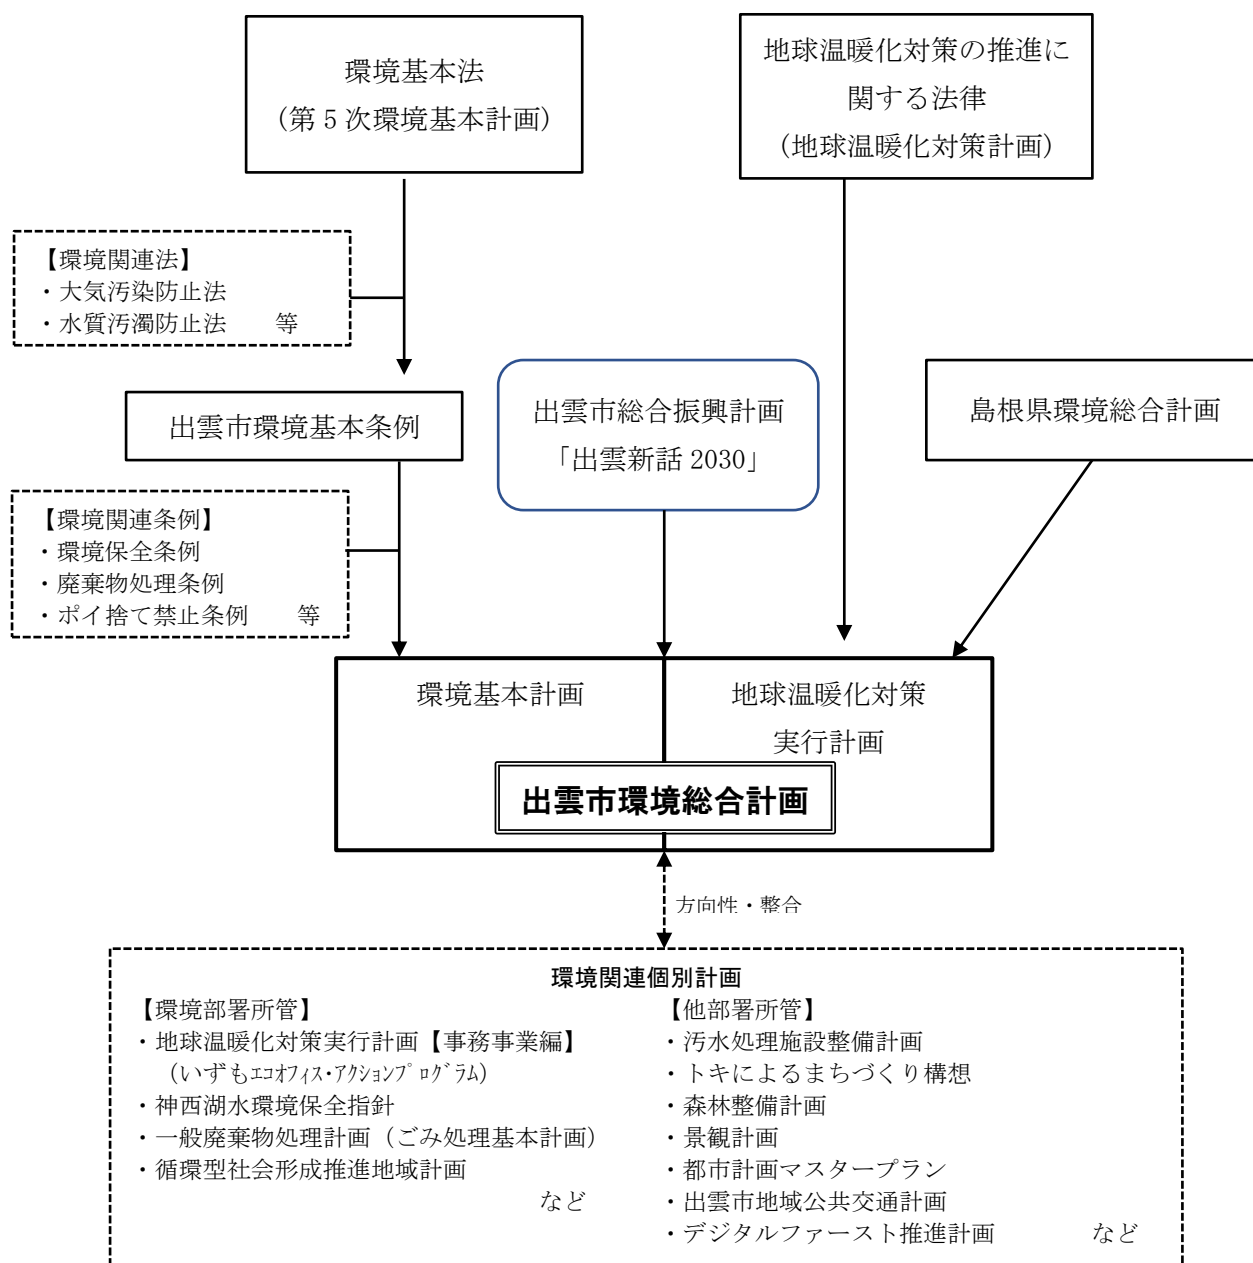 環境基本法
（第５次環境基本計画）
地球温暖化対策の推進に
関する法律
（地球温暖化対策計画）
【環境関連法】
・大気汚染防止法
・水質汚濁防止法　　等
出雲市環境基本条例
出雲市総合振興計画
「出雲新話 2030」
島根県環境総合計画
【環境関連条例】
・環境保全条例
・廃棄物処理条例
・ポイ捨て禁止条例　　等
環境基本計画
地球温暖化対策
実行計画
出雲市環境総合計画
方向性・整合
環境関連個別計画
【環境部署所管】
・地球温暖化対策実行計画【事務事業編】
（いずもｴｺｵﾌｨｽ･ｱｸｼｮﾝﾌﾟﾛｸﾞﾗﾑ）
・神西湖水環境保全指針
・一般廃棄物処理計画（ごみ処理基本計画）
・循環型社会形成推進地域計画
など
【他部署所管】
・汚水処理施設整備計画
・トキによるまちづくり構想
・森林整備計画
・景観計画
・都市計画マスタープラン
・出雲市地域公共交通計画
・デジタルファースト推進計画　　　　など